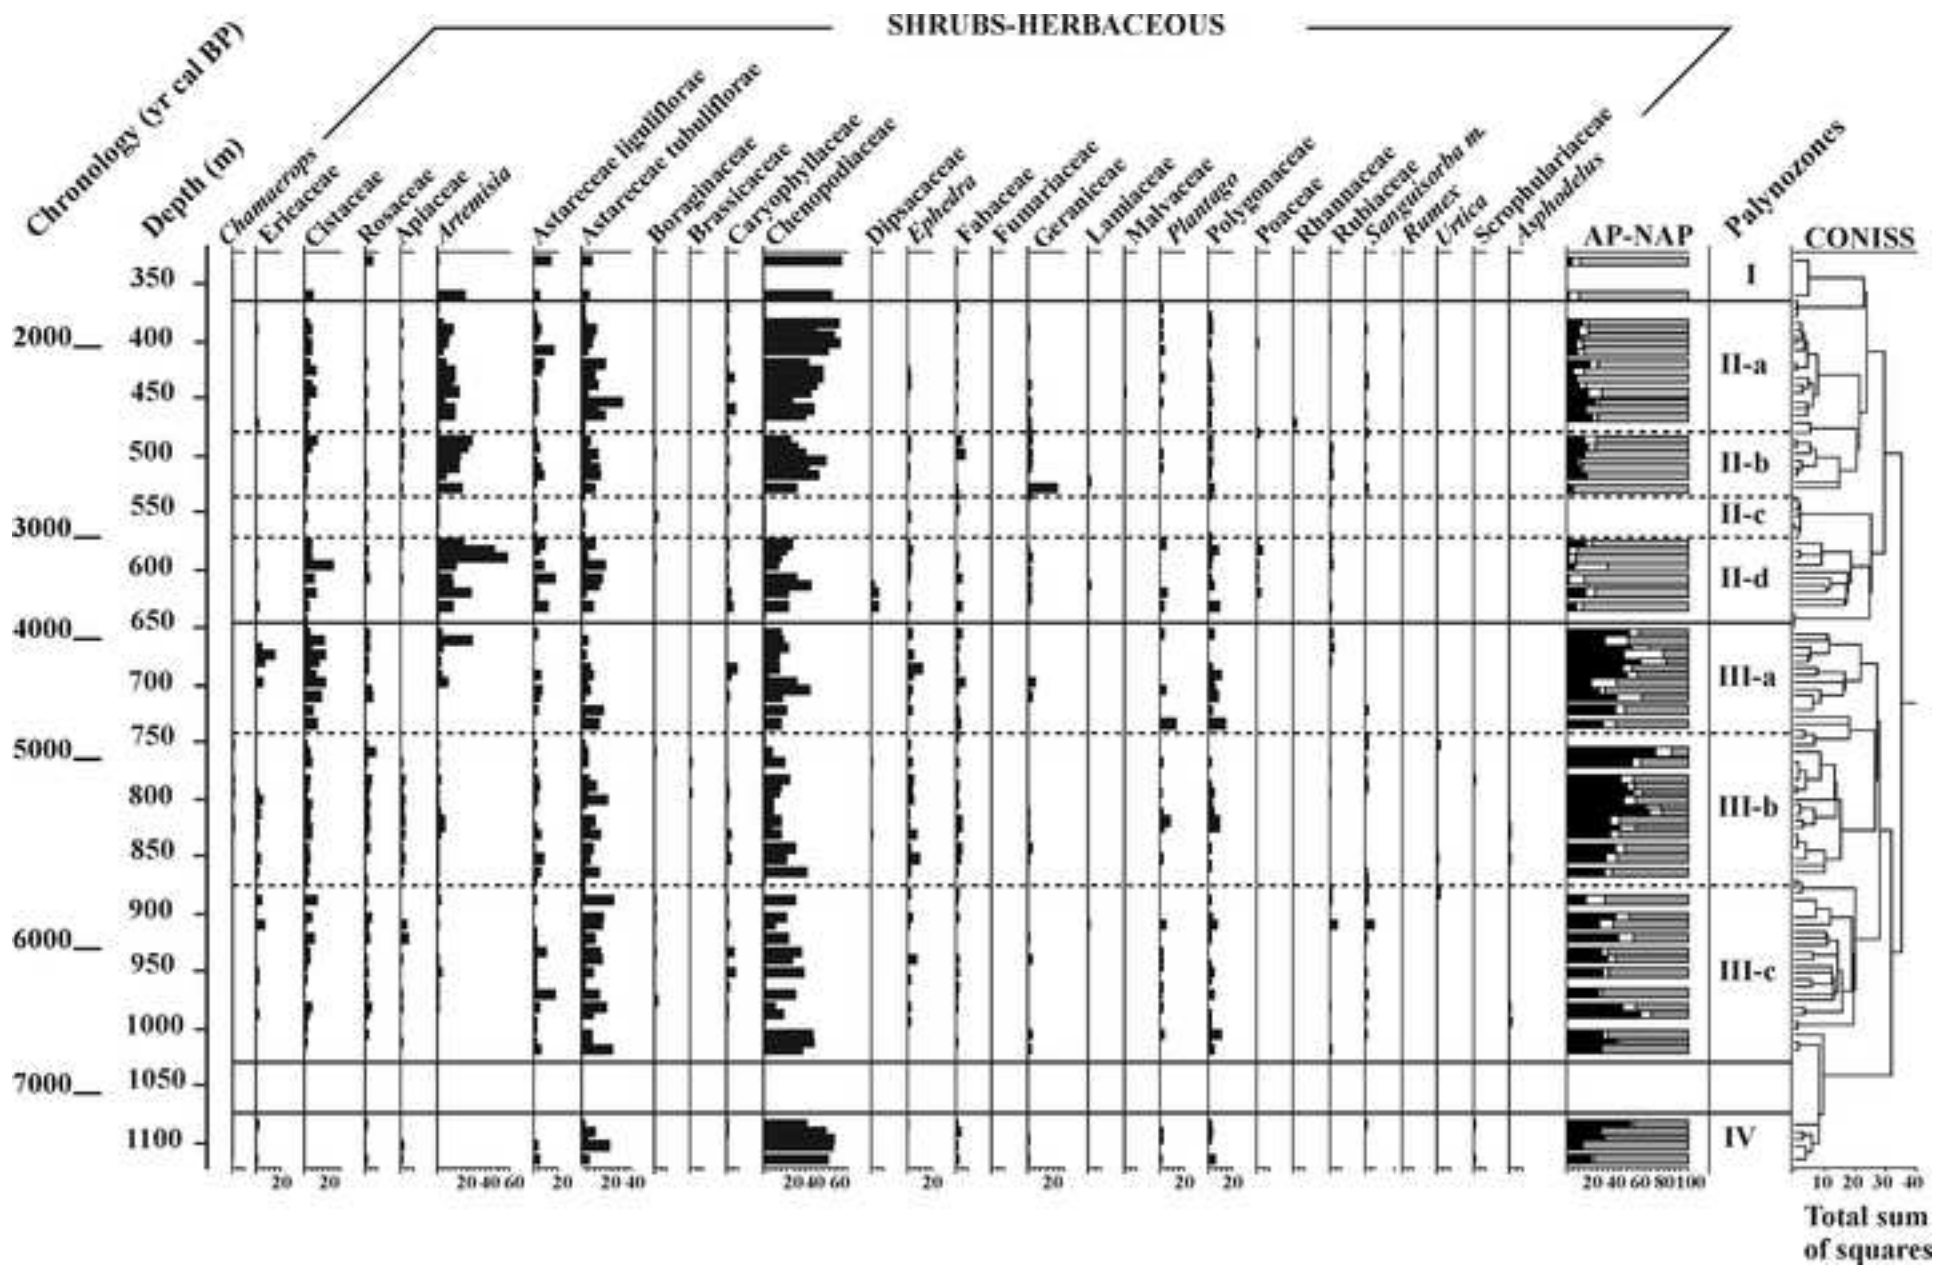 SHRUBS-HERBACEOUS
Chronology (yr cal BP)
Depth (m)
Chamaerops
Ericaceae
Cistaceae
Rosaceae
Apiaceae
Artemisia
Astareceae liguliflorae
Astareceae tubuliflorae
Boraginaceae
Brassicaceae
Caryophyllaceae
Chenopodiaceae
Dipsacaceae
Ephedra
Fabaceae
Fumariaceae
Geraniceae
Lamiaceae
Malvaceae
Plantago
Polygonaceae
Poaceae
Rhamnaceae
Rubiaceae
Sanguisorba m.
Rumex
Urtica
Scrophulariaceae
Asphodelus
AP-NAP
Palynozones
CONISS
350 I
2000 400 II-a
450
500 II-b
550 II-c
3000
600 II-d
650
4000
700 III-a
750
5000
800 III-b
850
900
6000
950 III-c
1000
1050
7000
1100 IV
20 20 20 40 60 20 20 40 20 40 60 20 20 20 20 20 40 60 80 100 10 20 30 40
Total sum
of squares